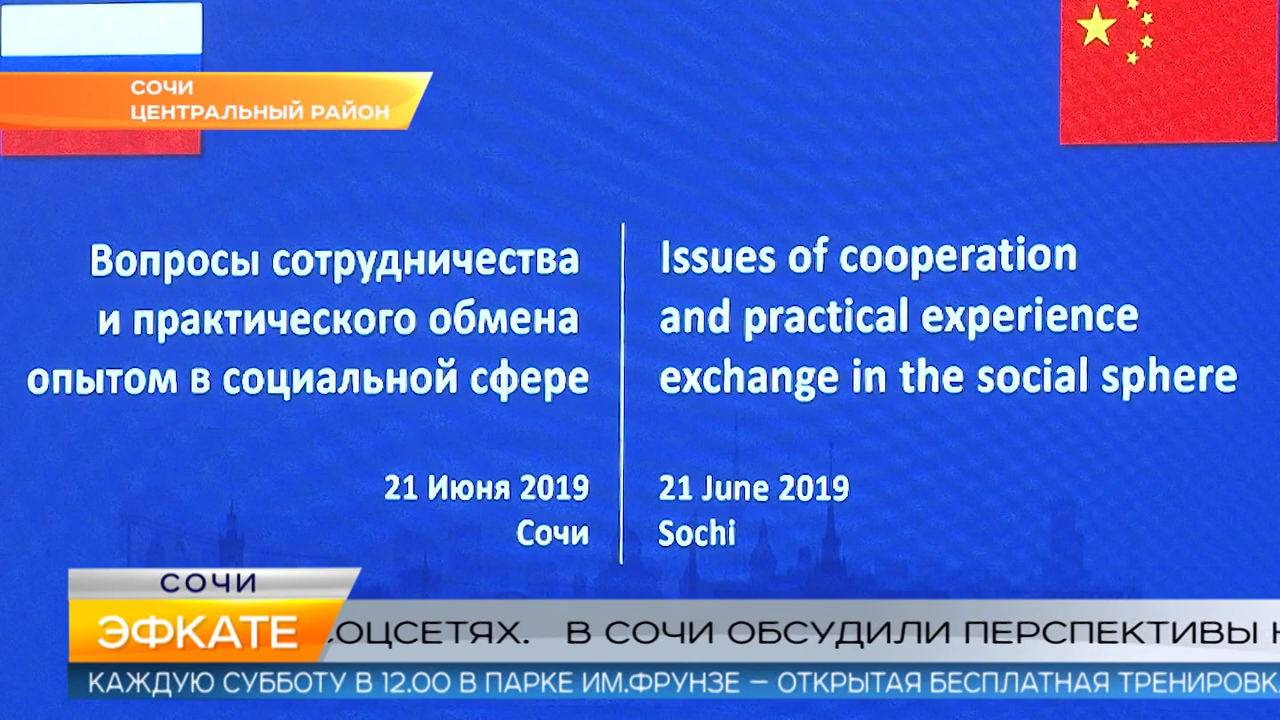 СОЧИ
ЦЕНТРАЛЬНЫЙ РАЙОН
Вопросы сотрудничества
и практического обмена
опытом в социальной сфере
21 Июня 2019
Сочи
Issues of cooperation
and practical experience
exchange in the social sphere
21 June 2019
Sochi
СОЧИ
ЭФКАТЕ
СОЦСЕТЯХ. В СОЧИ ОБСУДИЛИ ПЕРСПЕКТИВЫ
КАЖДУЮ СУББОТУ В 12.00 В ПАРКЕ ИМ.ФРУНЗЕ – ОТКРЫТАЯ БЕСПЛАТНАЯ ТРЕНИРОВК